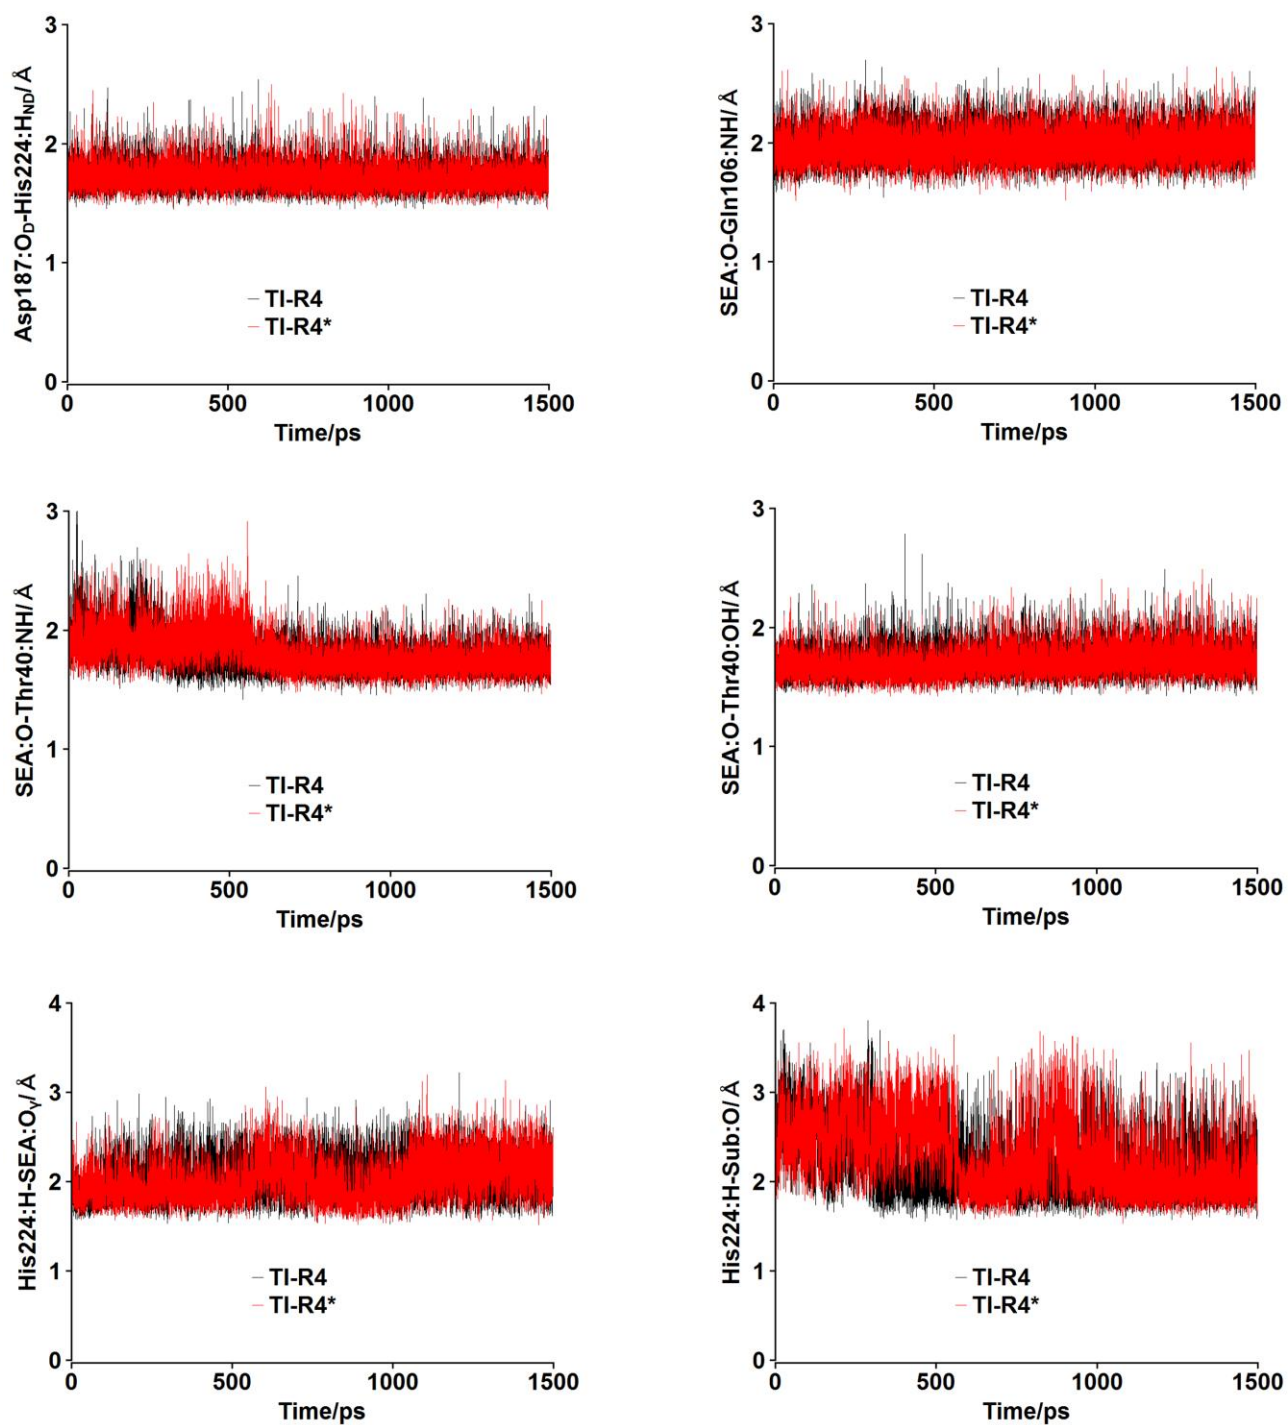 3
2
1
0
Asp187:O_D-His224:H_ND/Å
TI-R4
TI-R4*
0 500 1000 1500
Time/ps
3
2
1
0
SEA:O-Gln106:NH/Å
TI-R4
TI-R4*
0 500 1000 1500
Time/ps
3
2
1
0
SEA:O-Thr40:NH/Å
TI-R4
TI-R4*
0 500 1000 1500
Time/ps
3
2
1
0
SEA:O-Thr40:OH/Å
TI-R4
TI-R4*
0 500 1000 1500
Time/ps
4
3
2
1
0
His224:H-SEA:Oγ/Å
TI-R4
TI-R4*
0 500 1000 1500
Time/ps
4
3
2
1
0
His224:H-Sub:O/Å
TI-R4
TI-R4*
0 500 1000 1500
Time/ps